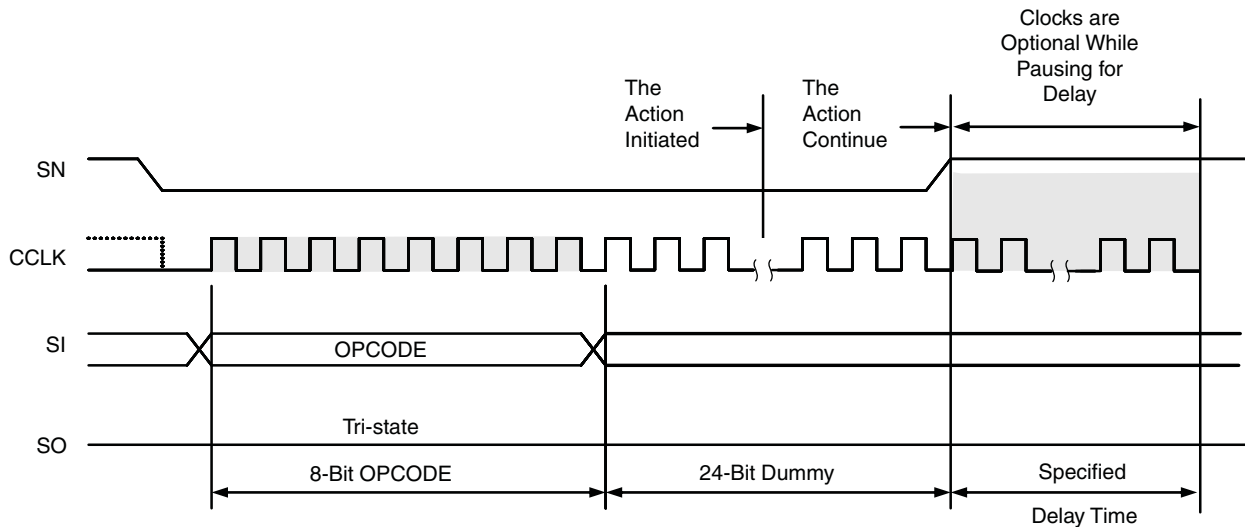 Clocks are
Optional While
Pausing for
Delay
The
Action
Initiated
The
Action
Continue
SN
CCLK
SI
OPCODE
SO
Tri-state
8-Bit OPCODE
24-Bit Dummy
Specified
Delay Time